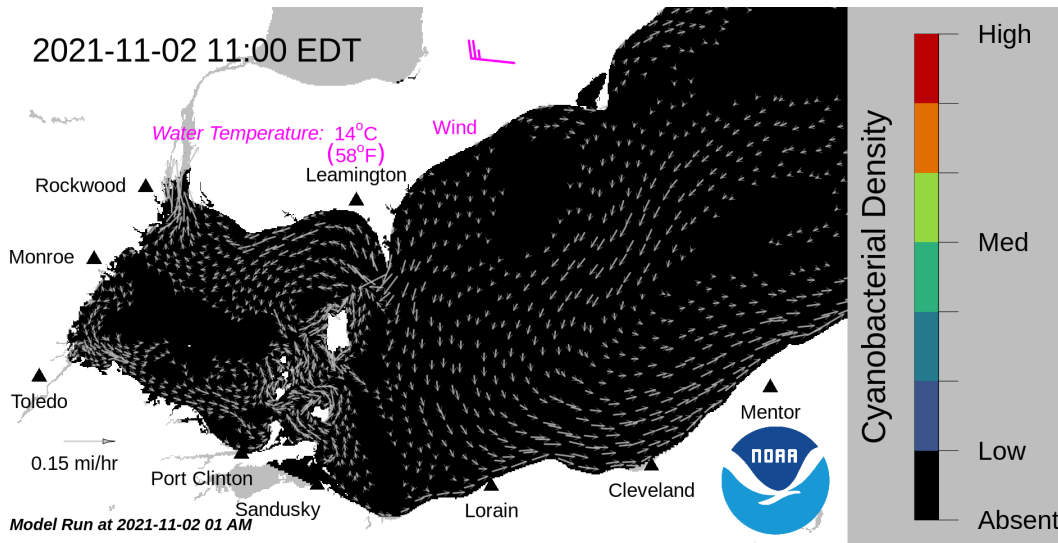 2021-11-02 11:00 EDT
Water Temperature: 14°C
(58°F)
Wind
Leamington
Rockwood
Monroe
Toledo
0.15 mi/hr
Port Clinton
Sandusky
Lorain
Cleveland
Mentor
NOAA
Model Run at 2021-11-02 01 AM
Cyanobacterial Density
High
Med
Low
Absent